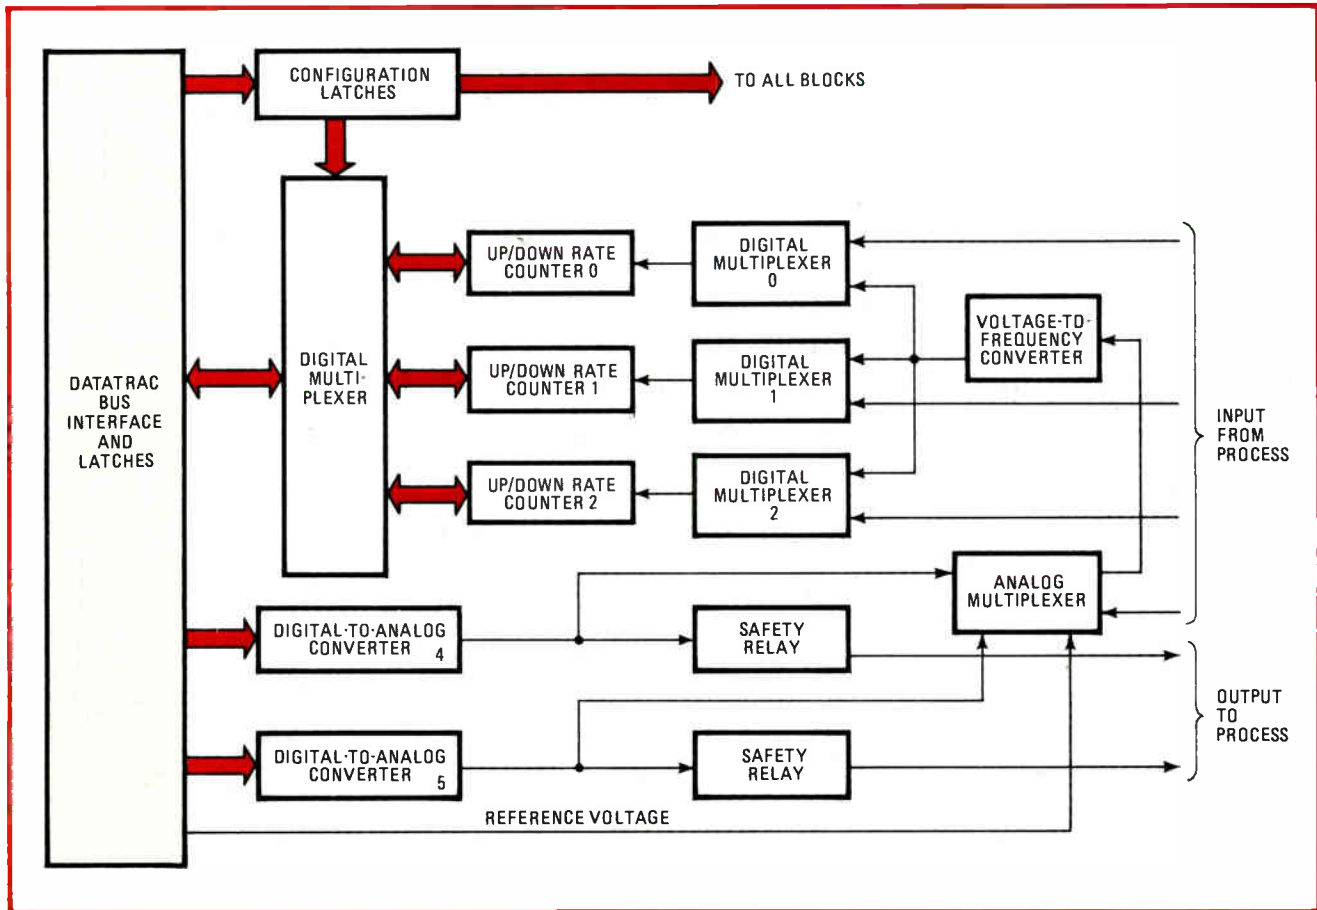 CONFIGURATION
LATCHES
TO ALL BLOCKS
DATATRAC
BUS
INTERFACE
AND
LATCHES
DIGITAL
MULTI-
PLEXER
UP/DOWN RATE
COUNTER 0
DIGITAL
MULTIPLEXER
0
UP/DOWN RATE
COUNTER 1
DIGITAL
MULTIPLEXER
1
UP/DOWN RATE
COUNTER 2
DIGITAL
MULTIPLEXER
2
VOLTAGE-TO-
FREQUENCY
CONVERTER
INPUT
FROM
PROCESS
ANALOG
MULTIPLEXER
DIGITAL-TO-ANALOG
CONVERTER
4
SAFETY
RELAY
DIGITAL-TO-ANALOG
CONVERTER
5
SAFETY
RELAY
OUTPUT
TO
PROCESS
REFERENCE VOLTAGE